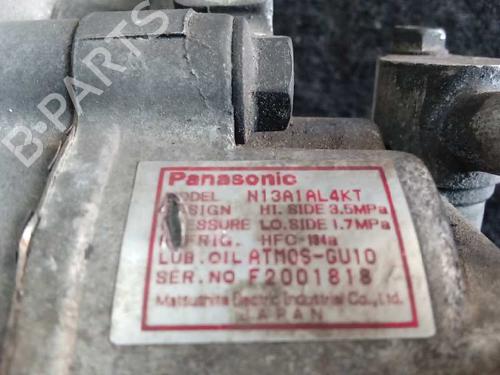 B-PARTS
Panasonic
MODEL N13A1AL4KT
DASIGN HI. SIDE 3.5MPa
PRESSURE LO. SIDE 1.7MPa
REFRIG. HFC-134a
LUB. OIL ATMOS-GU10
SER. NO F2001818
Matsushita Electric Industrial Co., Ltd.
JAPAN